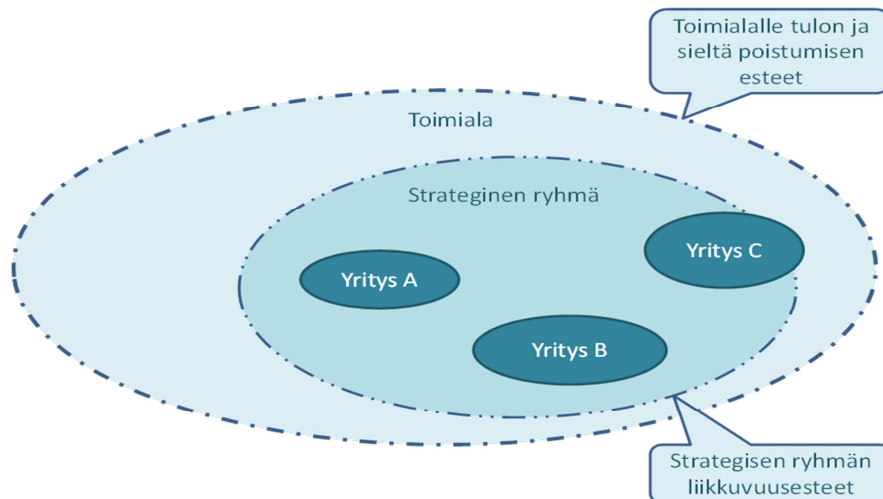 Toimialalle tulon ja
sieltä poistumisen
esteet
Toimiala
Strateginen ryhmä
Yritys C
Yritys A
Yritys B
Strategisen ryhmän
liikkuvuusesteet